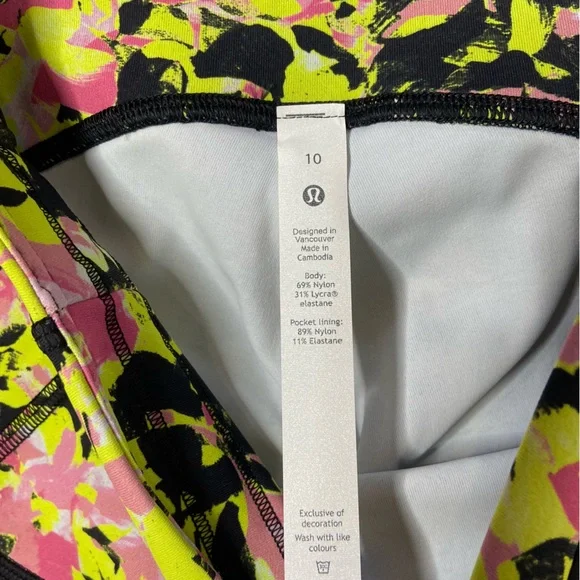 10
Designed in
Vancouver
Made in
Cambodia
Body:
69% Nylon
31% Lycra®
elastane
Pocket lining:
89% Nylon
11% Elastane
Exclusive of
decoration
Wash with like
colours